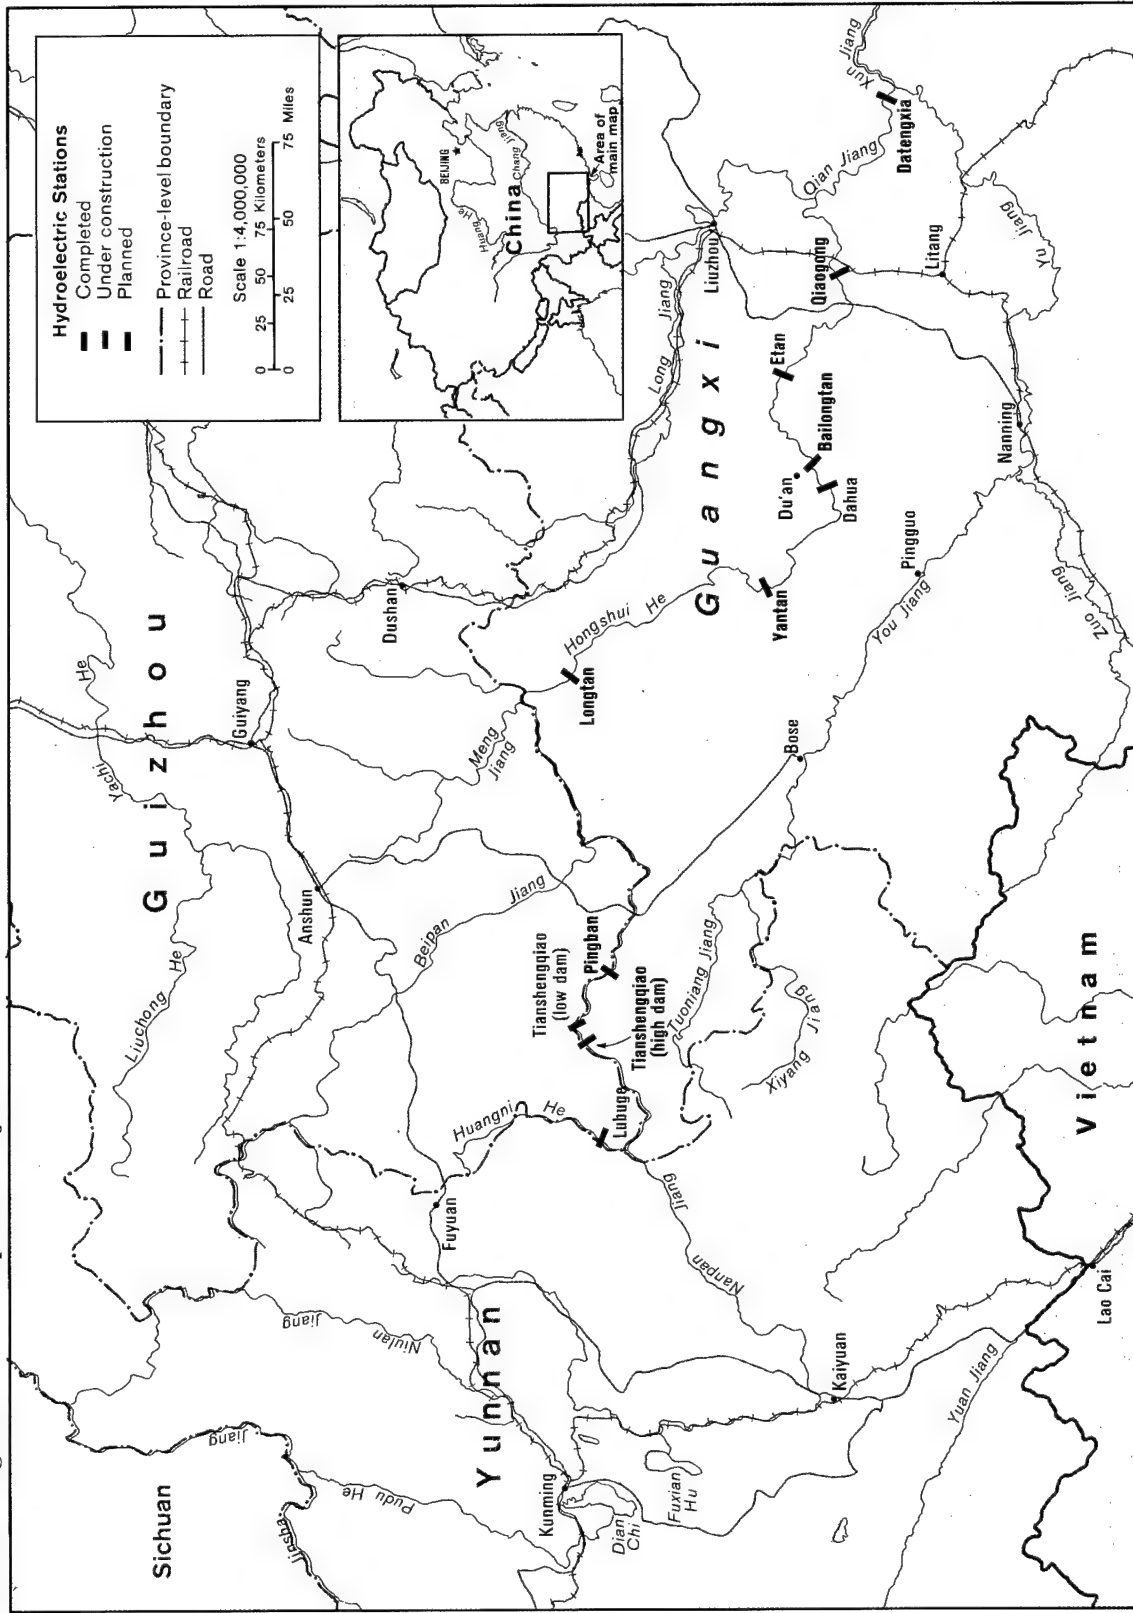 Hydroelectric Stations
Completed
Under construction
Planned
Province-level boundary
Railroad
Road
Scale 1:4,000,000
0 25 50 75 Kilometers
0 25 50 75 Miles
BEIJING
Huang He
China
Chang Jiang
Area of
main map
Sichuan
Guizhou
Yunnan
Guangxi
Vietnam
Jinsha
Jiang
Pudu He
Niulan
Jiang
Liuchong
He
Yachi
He
Guiyang
Anshun
Dushan
Meng
Jiang
Beipan
Jiang
Fuyuan
Huangni
He
Kunming
Dian
Chi
Fuxian
Hu
Nanpan
Jiang
Kaiyuan
Yuan Jiang
Lao Cai
Lubuge
Tianshengqiao
(low dam)
Tianshengqiao
(high dam)
Pingban
Tuoniang Jiang
Xiyang Jiang
Longtan
Hongshui He
Yantan
Bose
You Jiang
Pingguo
Zuo Jiang
Nanning
Du'an
Dahua
Bailongtan
Etan
Long Jiang
Liuzhou
Qiaogong
Litang
Yu Jiang
Qian Jiang
Datengxia
Xun Jiang